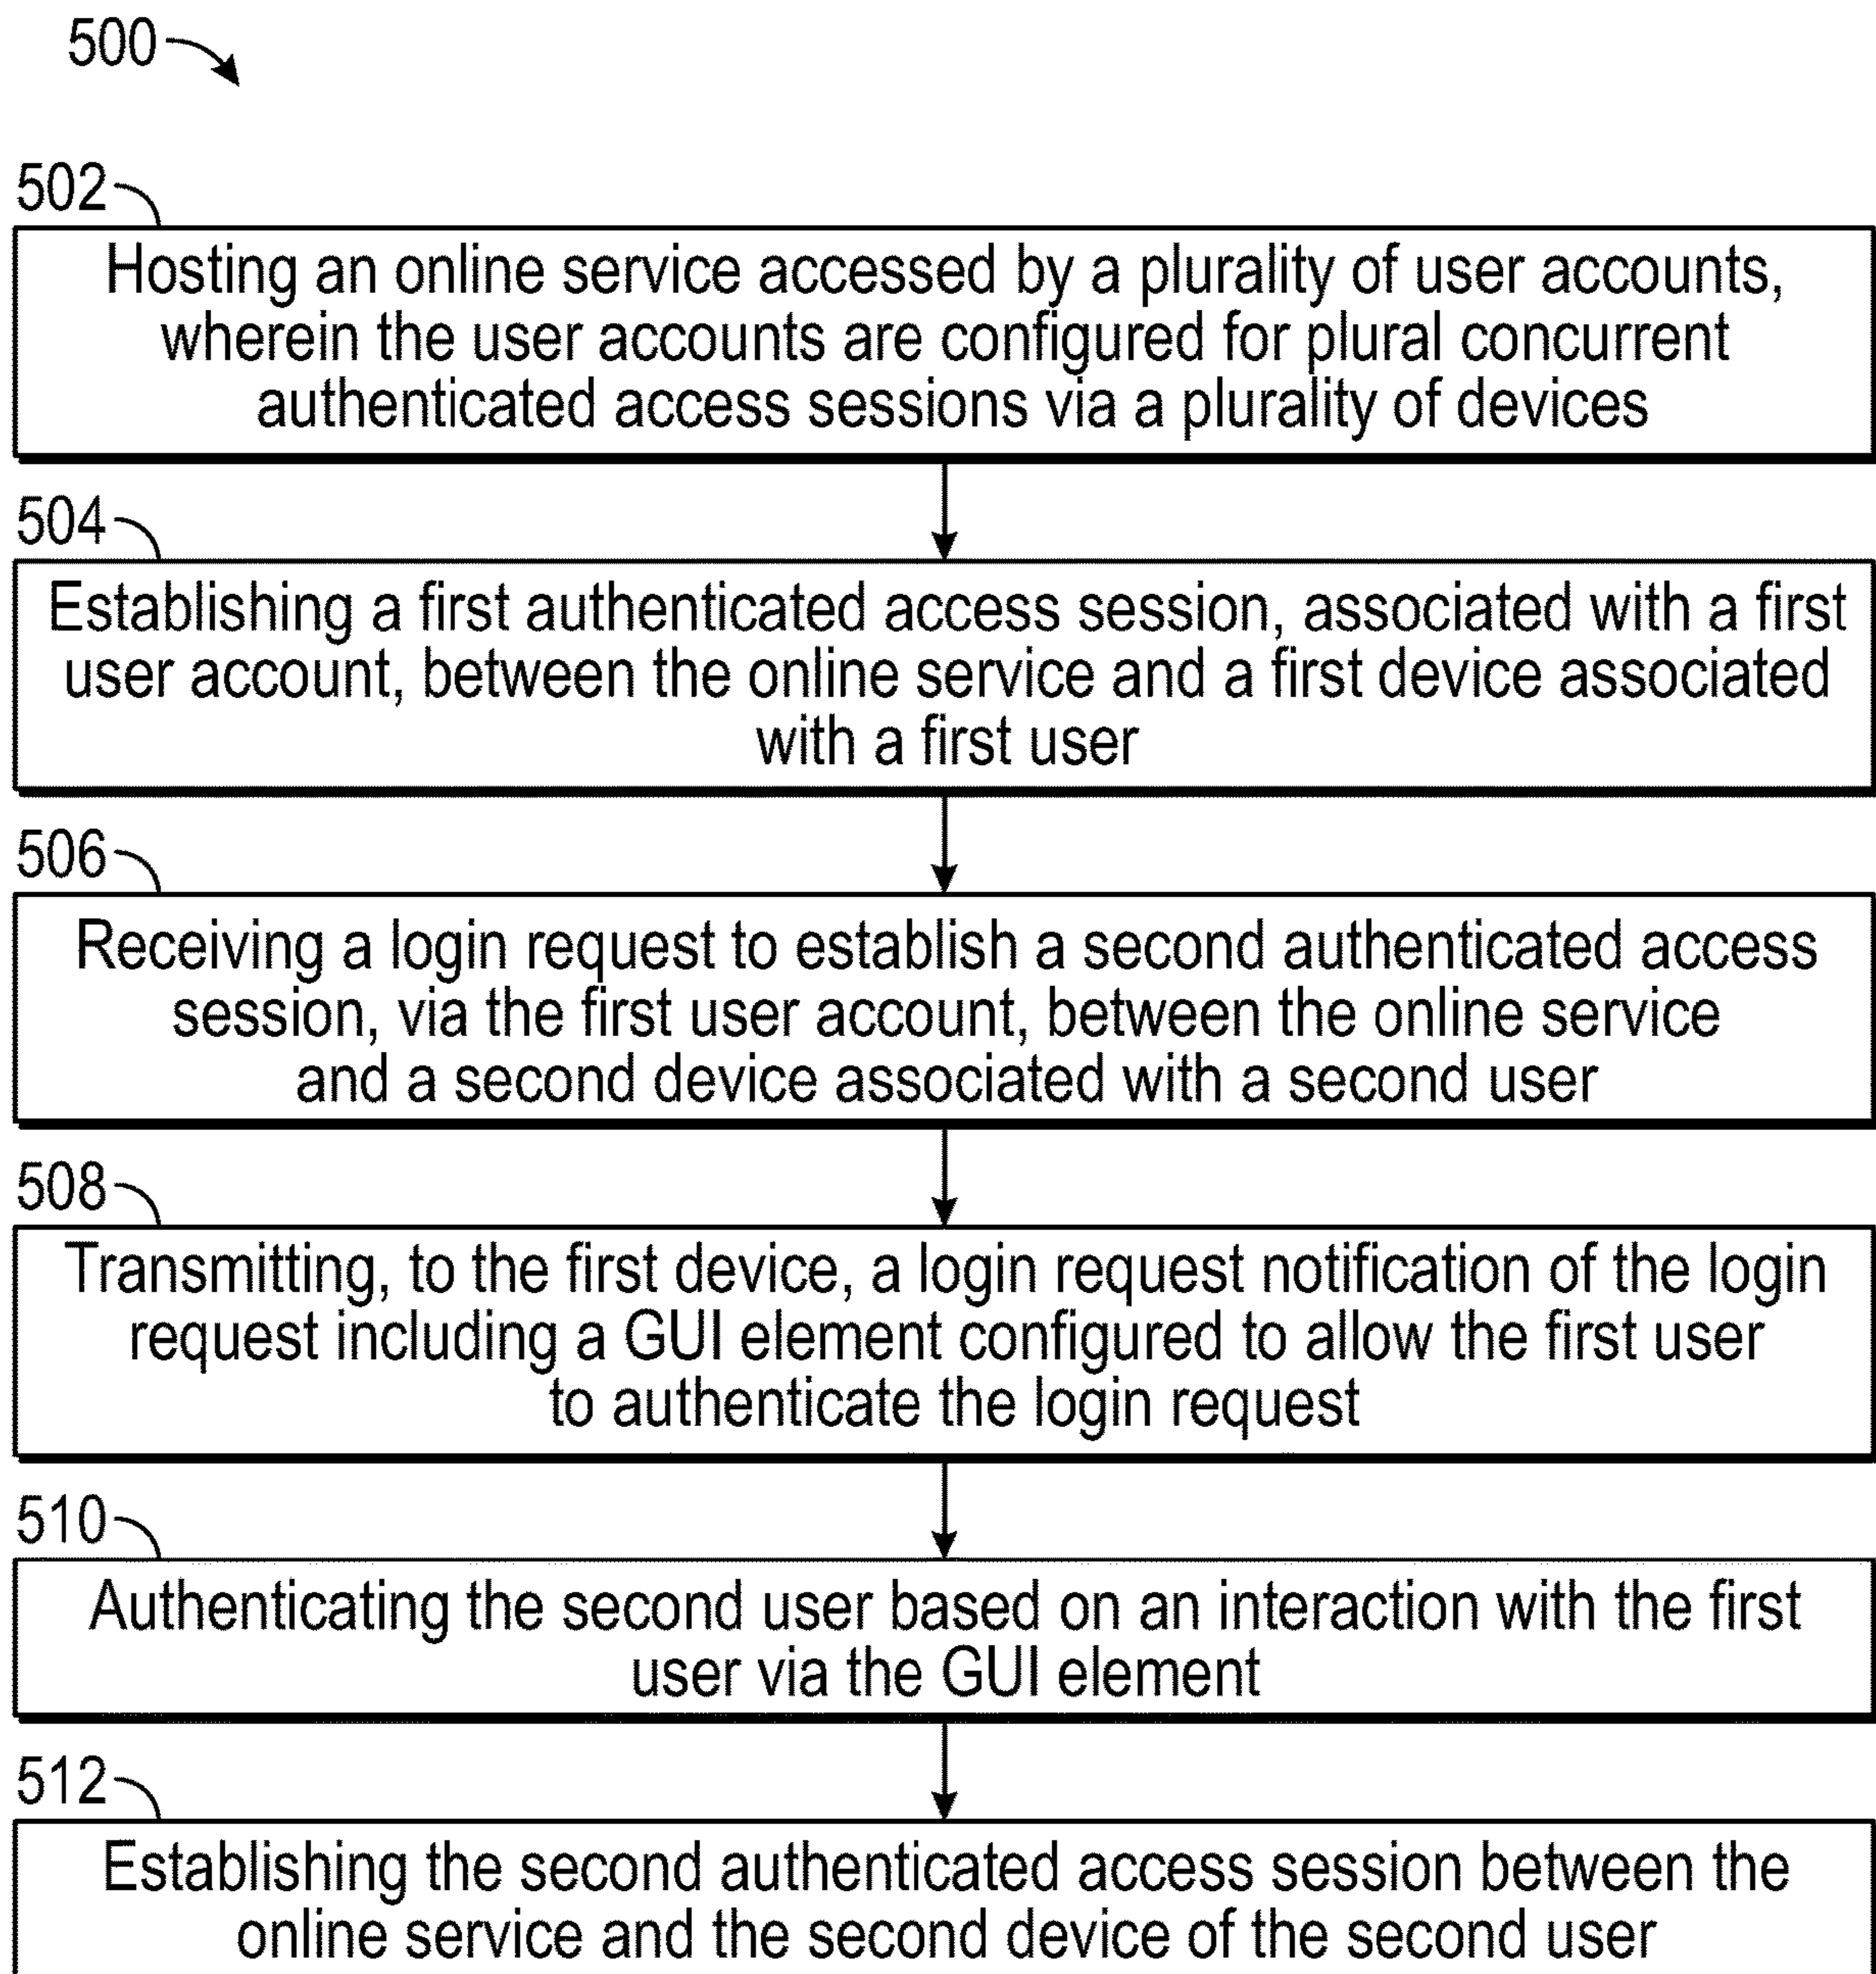 500
502
Hosting an online service accessed by a plurality of user accounts,
wherein the user accounts are configured for plural concurrent
authenticated access sessions via a plurality of devices
504
Establishing a first authenticated access session, associated with a first
user account, between the online service and a first device associated
with a first user
506
Receiving a login request to establish a second authenticated access
session, via the first user account, between the online service
and a second device associated with a second user
508
Transmitting, to the first device, a login request notification of the login
request including a GUI element configured to allow the first user
to authenticate the login request
510
Authenticating the second user based on an interaction with the first
user via the GUI element
512
Establishing the second authenticated access session between the
online service and the second device of the second user